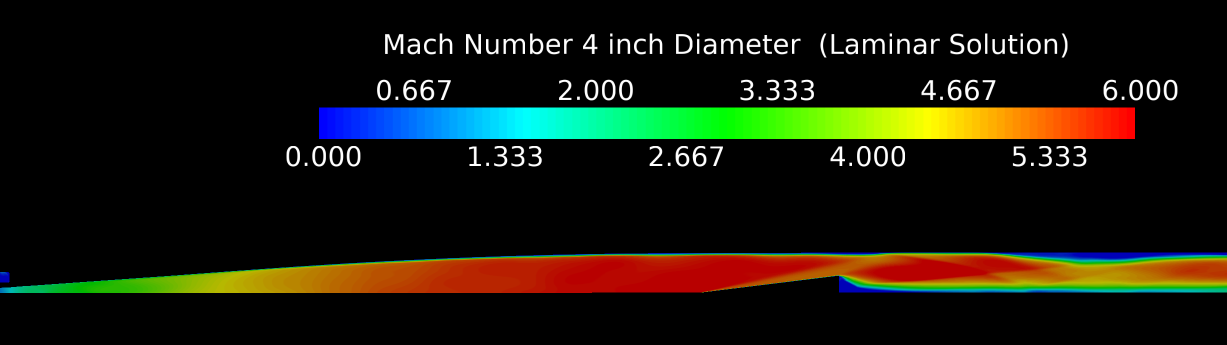 Mach Number 4 inch Diameter (Laminar Solution)
0.667 2.000 3.333 4.667 6.000
0.000 1.333 2.667 4.000 5.333